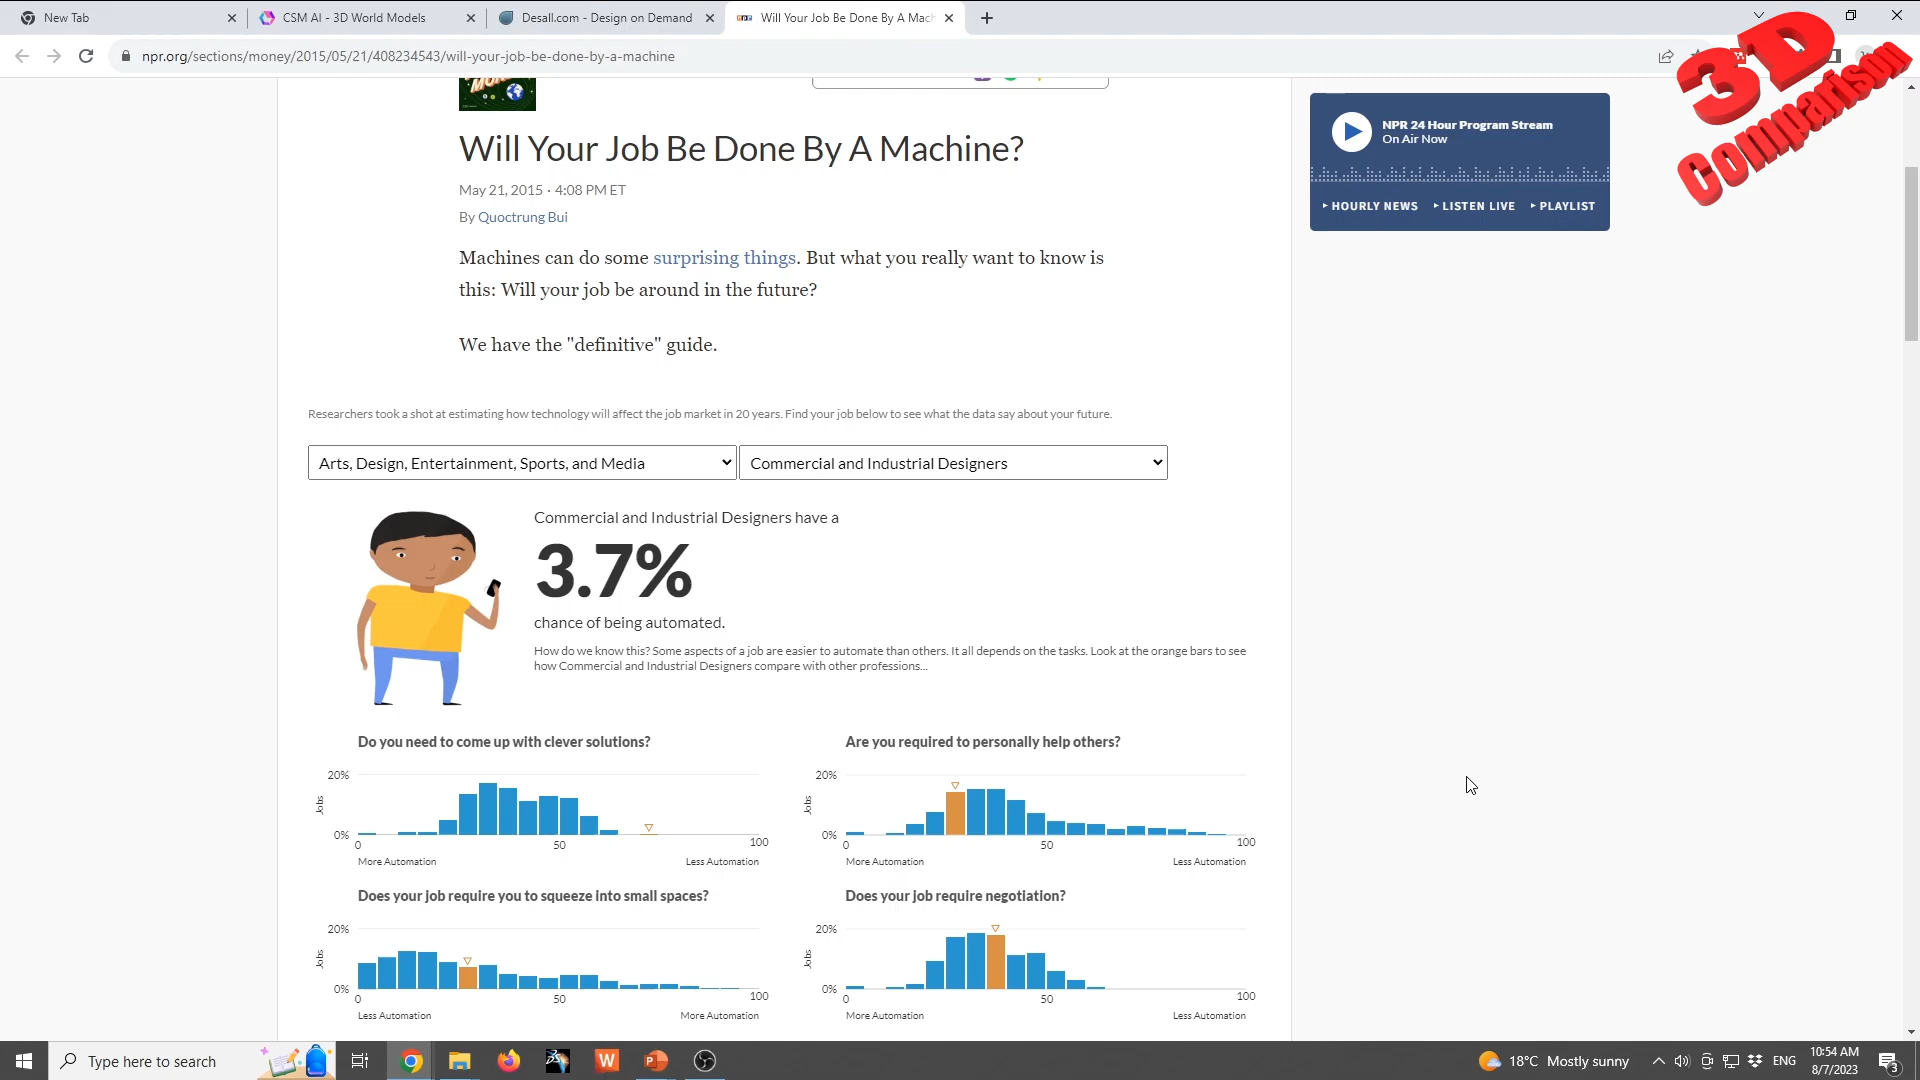 New Tab
CSM AI - 3D World Models
Desall.com - Design on Demand
Will Your Job Be Done By A Mach
npr.org/sections/money/2015/05/21/408234543/will-your-job-be-done-by-a-machine
3D
Comparison
Will Your Job Be Done By A Machine?
May 21, 2015 · 4:08 PM ET
By Quoctrung Bui
Machines can do some surprising things. But what you really want to know is
this: Will your job be around in the future?
We have the "definitive" guide.
NPR 24 Hour Program Stream
On Air Now
HOURLY NEWS LISTEN LIVE PLAYLIST
Researchers took a shot at estimating how technology will affect the job market in 20 years. Find your job below to see what the data say about your future.
Arts, Design, Entertainment, Sports, and Media
Commercial and Industrial Designers
Commercial and Industrial Designers have a
3.7%
chance of being automated.
How do we know this? Some aspects of a job are easier to automate than others. It all depends on the tasks. Look at the orange bars to see
how Commercial and Industrial Designers compare with other professions...
Do you need to come up with clever solutions?
20%
Jobs
0%
0 50 100
More Automation Less Automation
Are you required to personally help others?
20%
Jobs
0%
0 50 100
More Automation Less Automation
Does your job require you to squeeze into small spaces?
20%
Jobs
0%
0 50 100
Less Automation More Automation
Does your job require negotiation?
20%
Jobs
0%
0 50 100
More Automation Less Automation
Type here to search
18°C Mostly sunny
ENG
10:54 AM
8/7/2023
3